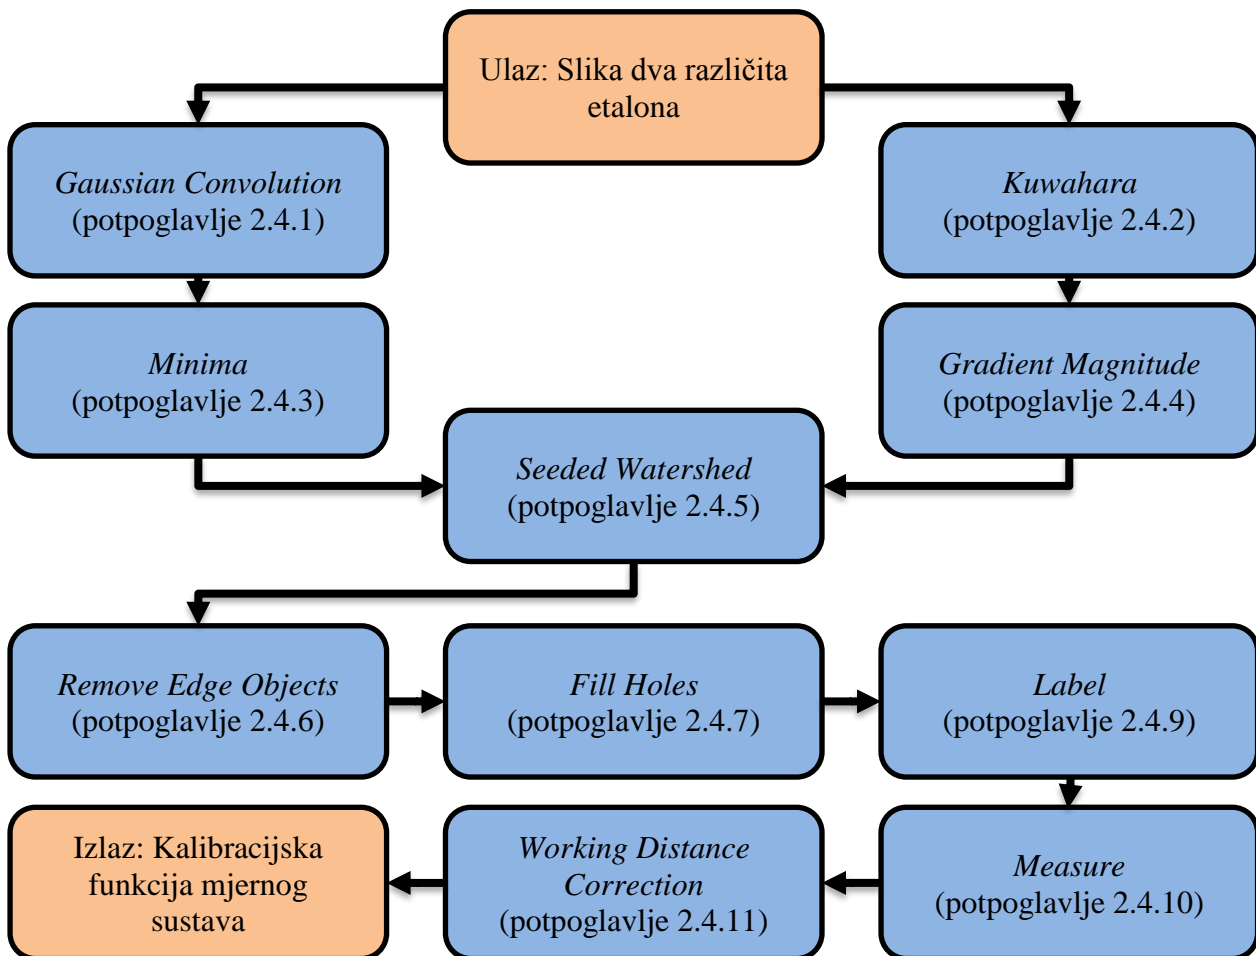 Ulaz: Slika dva različita
etalona
Gaussian Convolution
(potpoglavlje 2.4.1)
Kuwahara
(potpoglavlje 2.4.2)
Minima
(potpoglavlje 2.4.3)
Gradient Magnitude
(potpoglavlje 2.4.4)
Seeded Watershed
(potpoglavlje 2.4.5)
Remove Edge Objects
(potpoglavlje 2.4.6)
Fill Holes
(potpoglavlje 2.4.7)
Label
(potpoglavlje 2.4.9)
Measure
(potpoglavlje 2.4.10)
Working Distance
Correction
(potpoglavlje 2.4.11)
Izlaz: Kalibracijska
funkcija mjernog
sustava